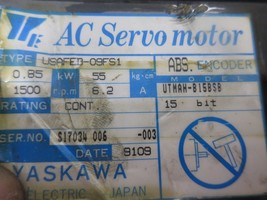 AC Servo motor
TYPE USAFED-09FS1 ABS. ENCODER
0.85 kW 55 kg·cm MODEL
1500 r.p.m 6.2 A UTMAH-B15BSB
RATING CONT. 15 bit
SER.NO. S17034 006 -003
DATE 9109
YASKAWA
ELECTRIC JAPAN